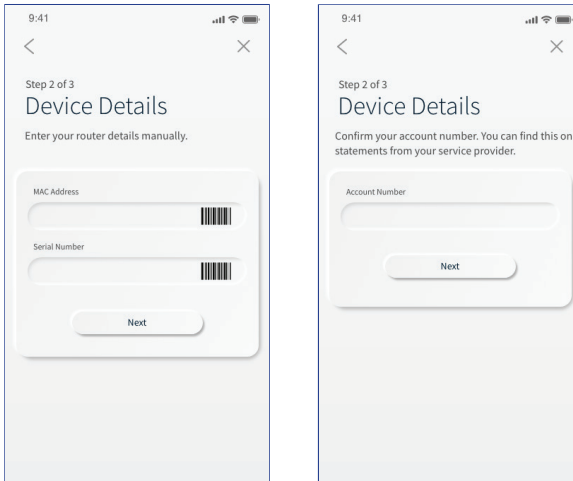 9:41
Step 2 of 3
Device Details
Enter your router details manually.
MAC Address
Serial Number
Next
9:41
Step 2 of 3
Device Details
Confirm your account number. You can find this on
statements from your service provider.
Account Number
Next